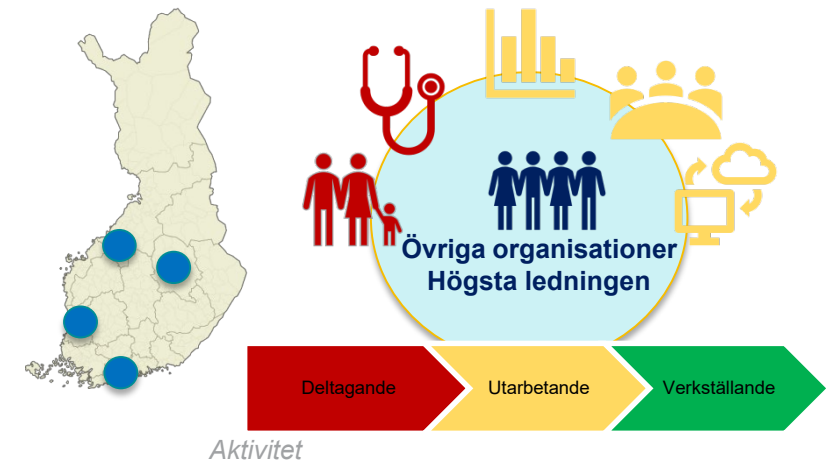 Övriga organisationer
Högsta ledningen
Deltagande
Utarbetande
Verkställande
Aktivitet